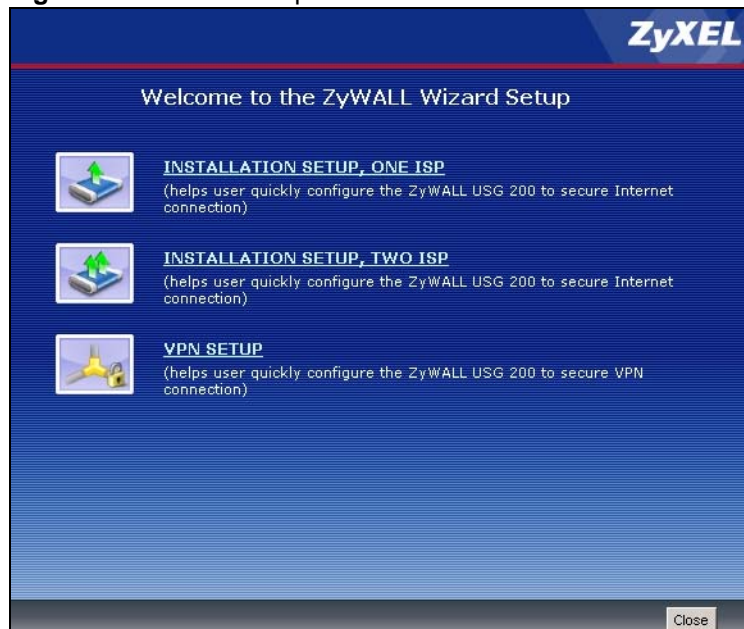 ZyXEL
Welcome to the ZyWALL Wizard Setup
INSTALLATION SETUP, ONE ISP
(helps user quickly configure the ZyWALL USG 200 to secure Internet
connection)
INSTALLATION SETUP, TWO ISP
(helps user quickly configure the ZyWALL USG 200 to secure Internet
connection)
VPN SETUP
(helps user quickly configure the ZyWALL USG 200 to secure VPN
connection)
Close